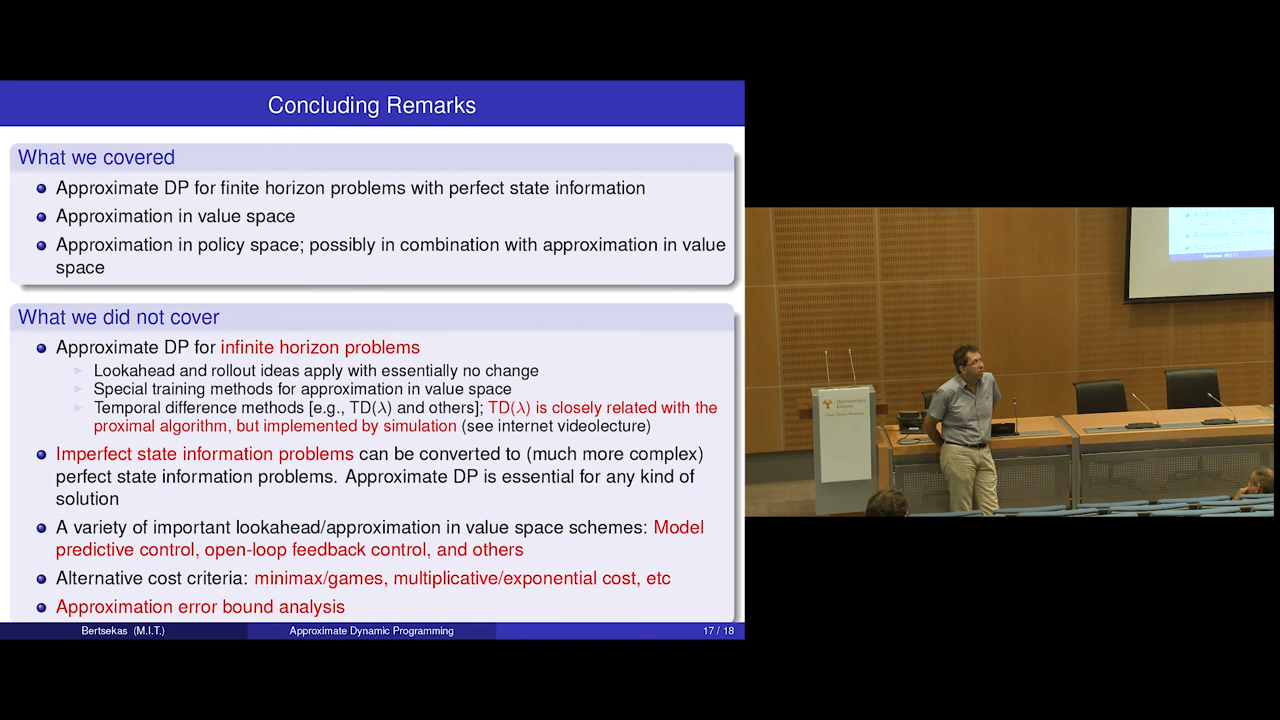 Concluding Remarks
What we covered
Approximate DP for finite horizon problems with perfect state information
Approximation in value space
Approximation in policy space; possibly in combination with approximation in value
space
What we did not cover
Approximate DP for infinite horizon problems
Lookahead and rollout ideas apply with essentially no change
Special training methods for approximation in value space
Temporal difference methods [e.g., TD(λ) and others]; TD(λ) is closely related with the
proximal algorithm, but implemented by simulation (see internet videolecture)
Imperfect state information problems can be converted to (much more complex)
perfect state information problems. Approximate DP is essential for any kind of
solution
A variety of important lookahead/approximation in value space schemes: Model
predictive control, open-loop feedback control, and others
Alternative cost criteria: minimax/games, multiplicative/exponential cost, etc
Approximation error bound analysis
Bertsekas (M.I.T.)
Approximate Dynamic Programming
17 / 18